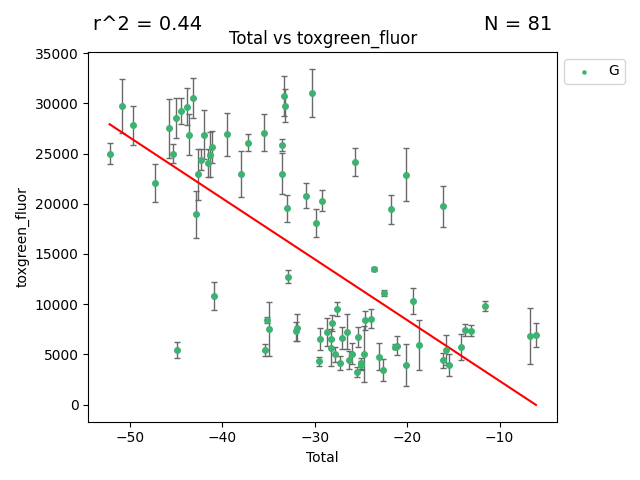 r^2 = 0.44
N = 81
Total vs toxgreen_fluor
G
35000
30000
25000
20000
15000
10000
5000
0
toxgreen_fluor
−50
−40
−30
−20
−10
Total